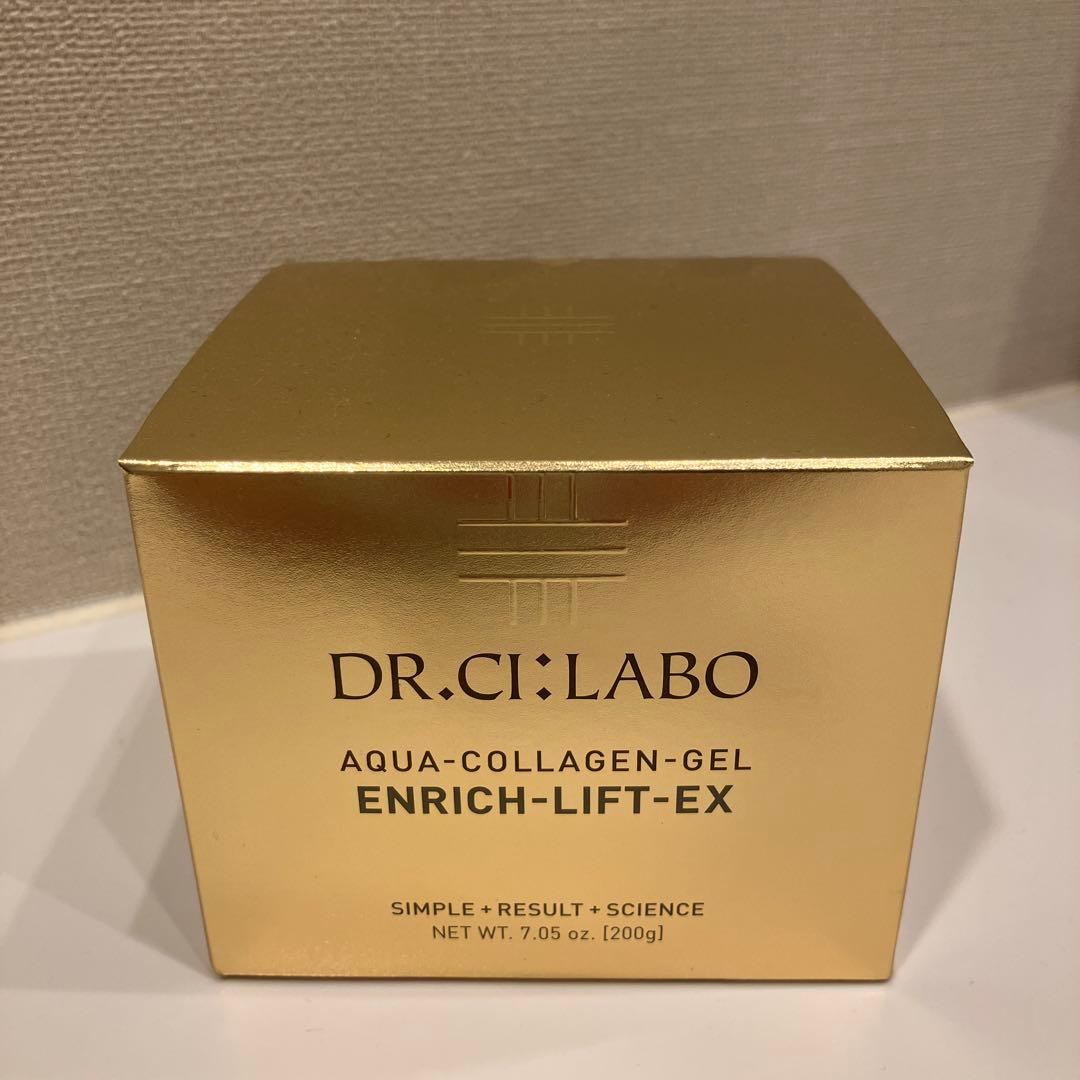 DR.CI:LABO
AQUA-COLLAGEN-GEL
ENRICH-LIFT-EX
SIMPLE + RESULT + SCIENCE
NET WT. 7.05 oz. [200g]